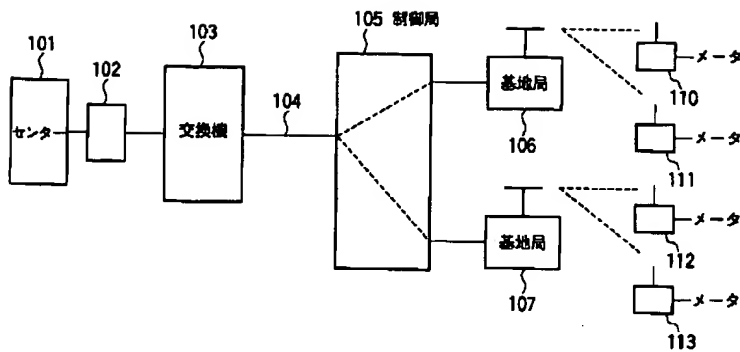 101
センタ
102
103
交換機
104
105 制御局
基地局
106
基地局
107
メータ
110
メータ
111
メータ
112
メータ
113